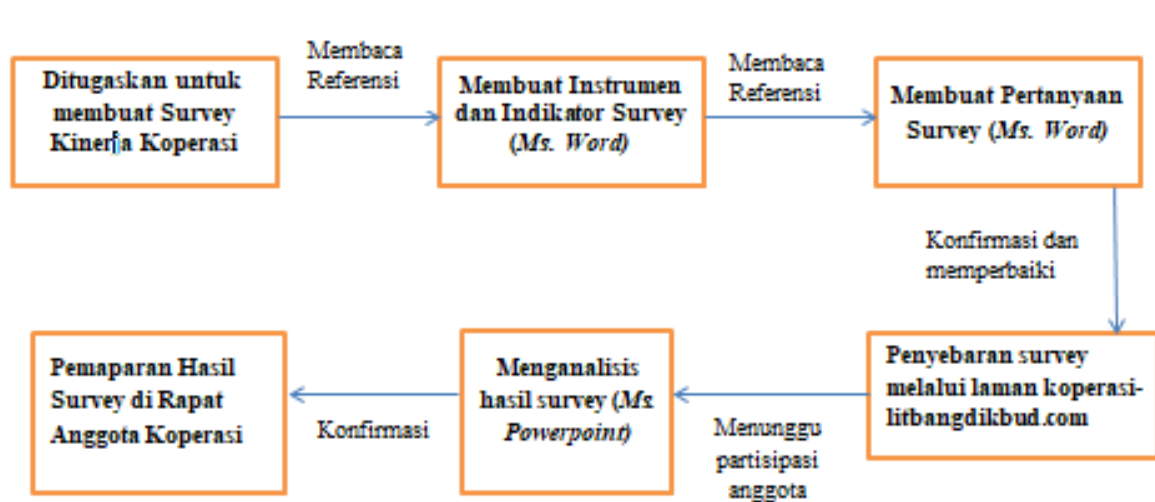 Ditugaskan untuk
membuat Survey
Kinerja Koperasi
Membaca
Referensi
Membuat Instrumen
dan Indikator Survey
(Ms. Word)
Membaca
Referensi
Membuat Pertanyaan
Survey (Ms. Word)
Konfirmasi dan
memperbaiki
Penyebaran survey
melalui laman koperasi-
litbangdikbud.com
Menunggu
partisipasi
anggota
Menganalisis
hasil survey (Ms.
Powerpoint)
Konfirmasi
Pemaparan Hasil
Survey di Rapat
Anggota Koperasi